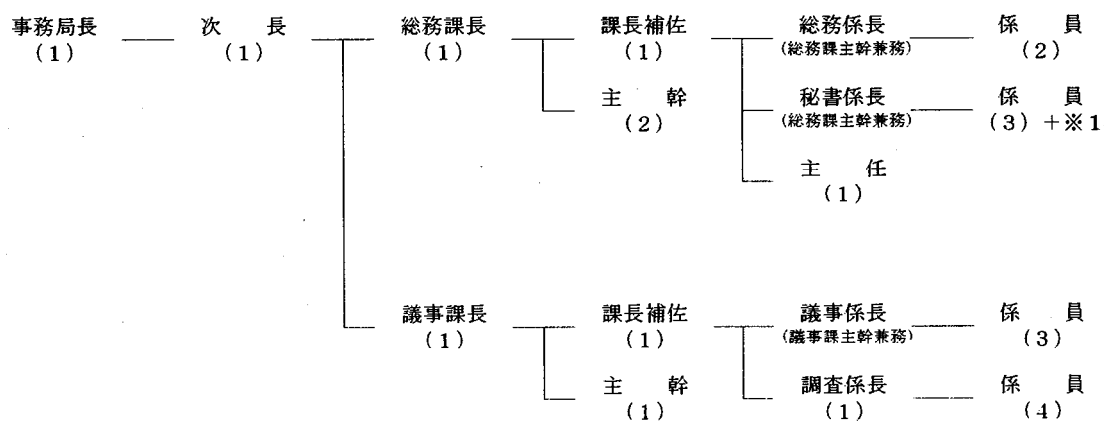 事務局長 次　長 総務課長 課長補佐 総務係長 係　員
(1) (1) (1) (1) (総務課主幹兼務) (2)
主　幹 秘書係長 係　員
(2) (総務課主幹兼務) (3)+※1
主　任
(1)
議事課長 課長補佐 議事係長 係　員
(1) (1) (議事課主幹兼務) (3)
主　幹 調査係長 係　員
(1) (1) (4)